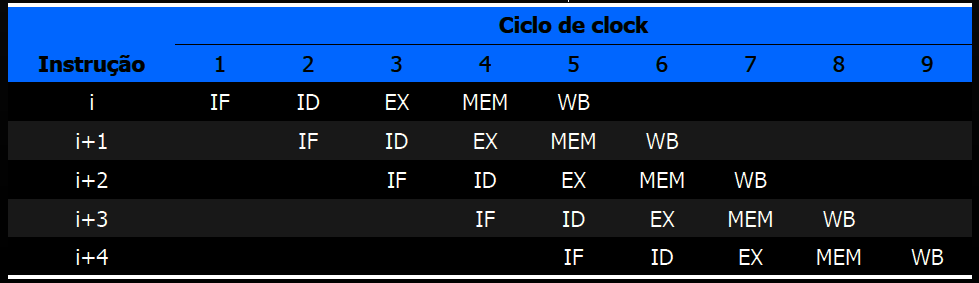 Ciclo de clock
Instrução 1 2 3 4 5 6 7 8 9
i IF ID EX MEM WB
i+1 IF ID EX MEM WB
i+2 IF ID EX MEM WB
i+3 IF ID EX MEM WB
i+4 IF ID EX MEM WB